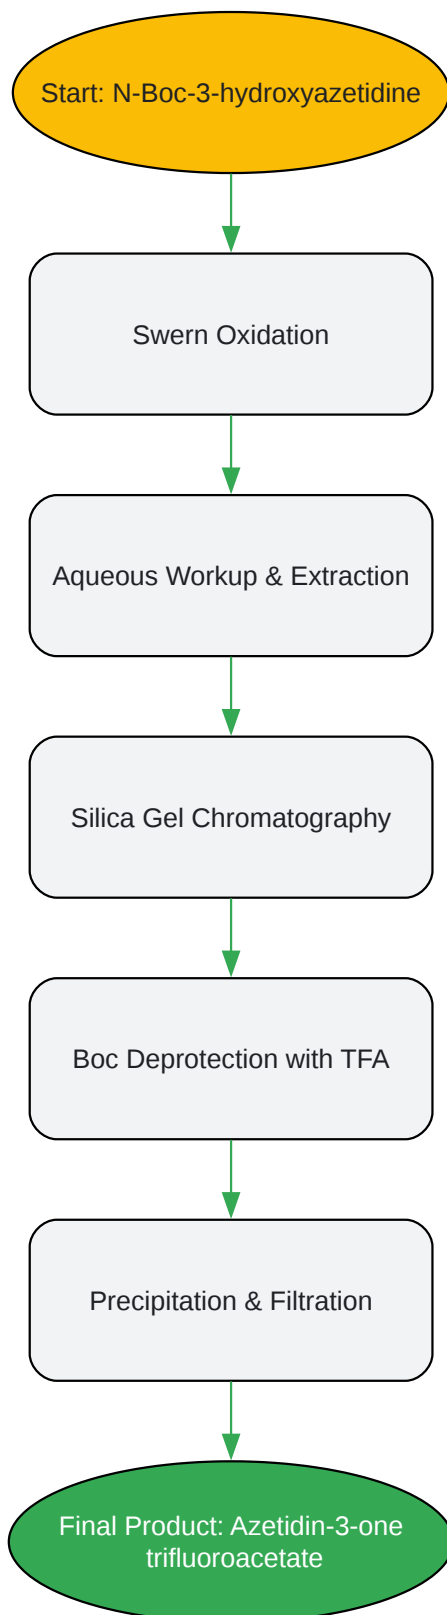 Start: N-Boc-3-hydroxyazetidine
Swern Oxidation
Aqueous Workup & Extraction
Silica Gel Chromatography
Boc Deprotection with TFA
Precipitation & Filtration
Final Product: Azetidin-3-one
trifluoroacetate